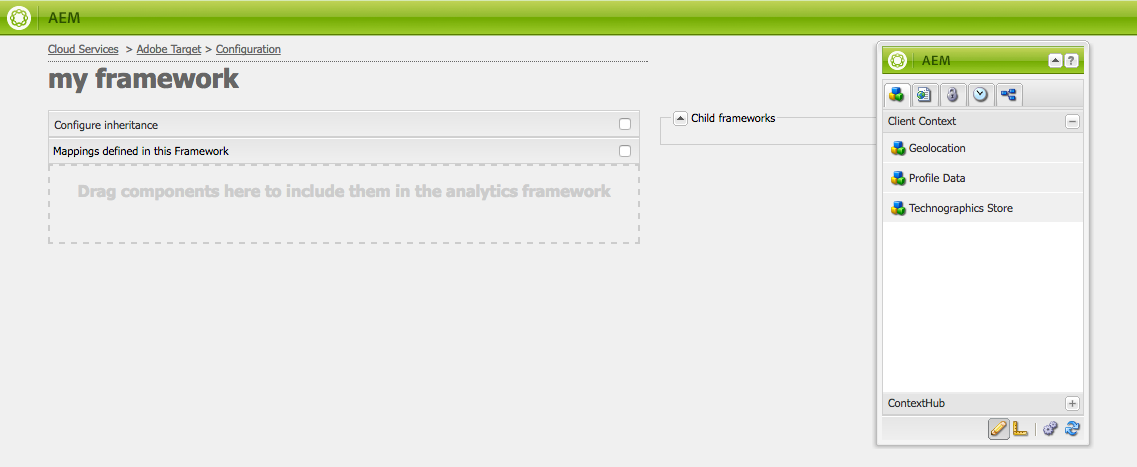 AEM
Cloud Services > Adobe Target > Configuration
my framework
Configure inheritance
Mappings defined in this Framework
Drag components here to include them in the analytics framework
Child frameworks
AEM
?
Client Context
Geolocation
Profile Data
Technographics Store
ContextHub